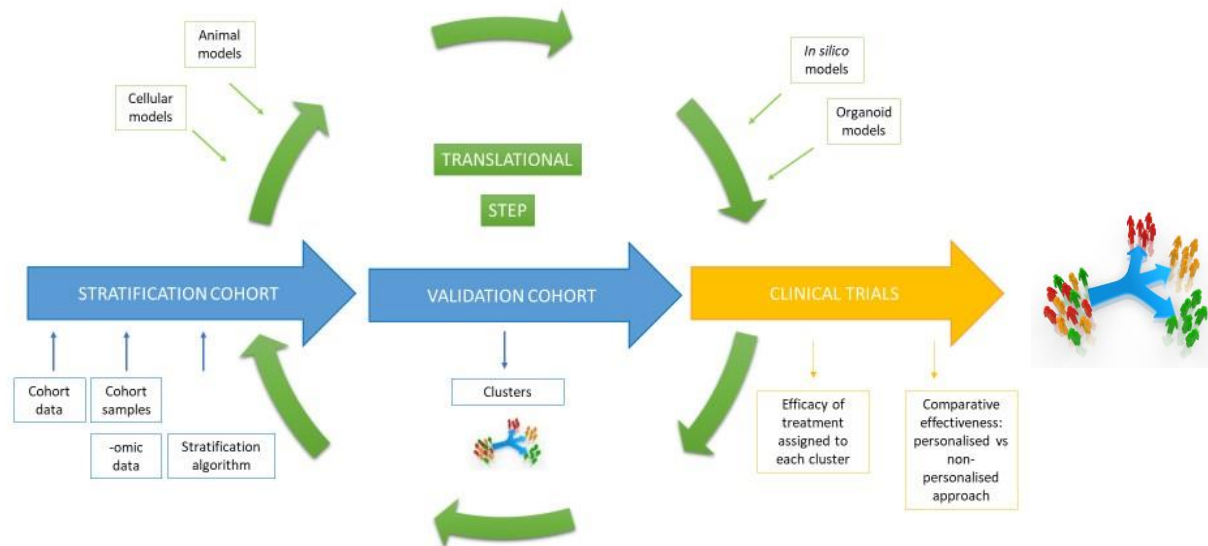 Animal
models
Cellular
models
In silico
models
Organoid
models
TRANSLATIONAL
STEP
STRATIFICATION COHORT
VALIDATION COHORT
CLINICAL TRIALS
Cohort
data
Cohort
samples
-omic
data
Stratification
algorithm
Clusters
Efficacy of
treatment
assigned to
each cluster
Comparative
effectiveness:
personalised vs
non-
personalised
approach